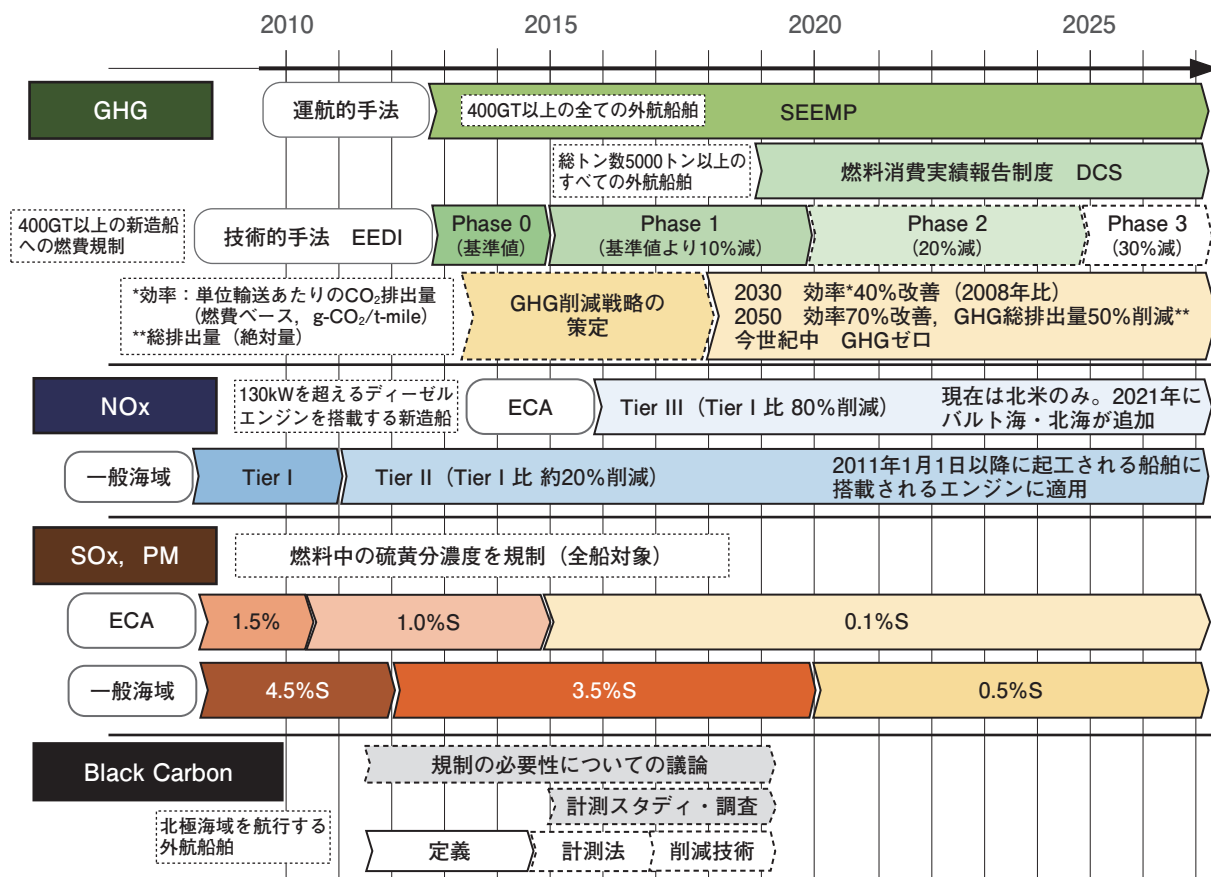 2010 2015 2020 2025
GHG
運航的手法
400GT以上の全ての外航船舶
SEEMP
総トン数5000トン以上の
すべての外航船舶
燃料消費実績報告制度 DCS
400GT以上の新造船
への燃費規制
技術的手法 EEDI
Phase 0
(基準値)
Phase 1
(基準値より10%減)
Phase 2
(20%減)
Phase 3
(30%減)
*効率：単位輸送あたりのCO₂排出量
(燃費ベース，g-CO₂/t-mile)
**総排出量（絶対量）
GHG削減戦略の
策定
2030 効率*40%改善（2008年比）
2050 効率70%改善，GHG総排出量50%削減**
今世紀中 GHGゼロ
NOx
130kWを超えるディーゼル
エンジンを搭載する新造船
ECA
Tier III（Tier I 比 80%削減）
現在は北米のみ。2021年に
バルト海・北海が追加
一般海域
Tier I
Tier II（Tier I 比 約20%削減）
2011年1月1日以降に起工される船舶に
搭載されるエンジンに適用
SOx，PM
燃料中の硫黄分濃度を規制（全船対象）
ECA
1.5%
1.0%S
0.1%S
一般海域
4.5%S
3.5%S
0.5%S
Black Carbon
規制の必要性についての議論
計測スタディ・調査
北極海域を航行する
外航船舶
定義
計測法
削減技術